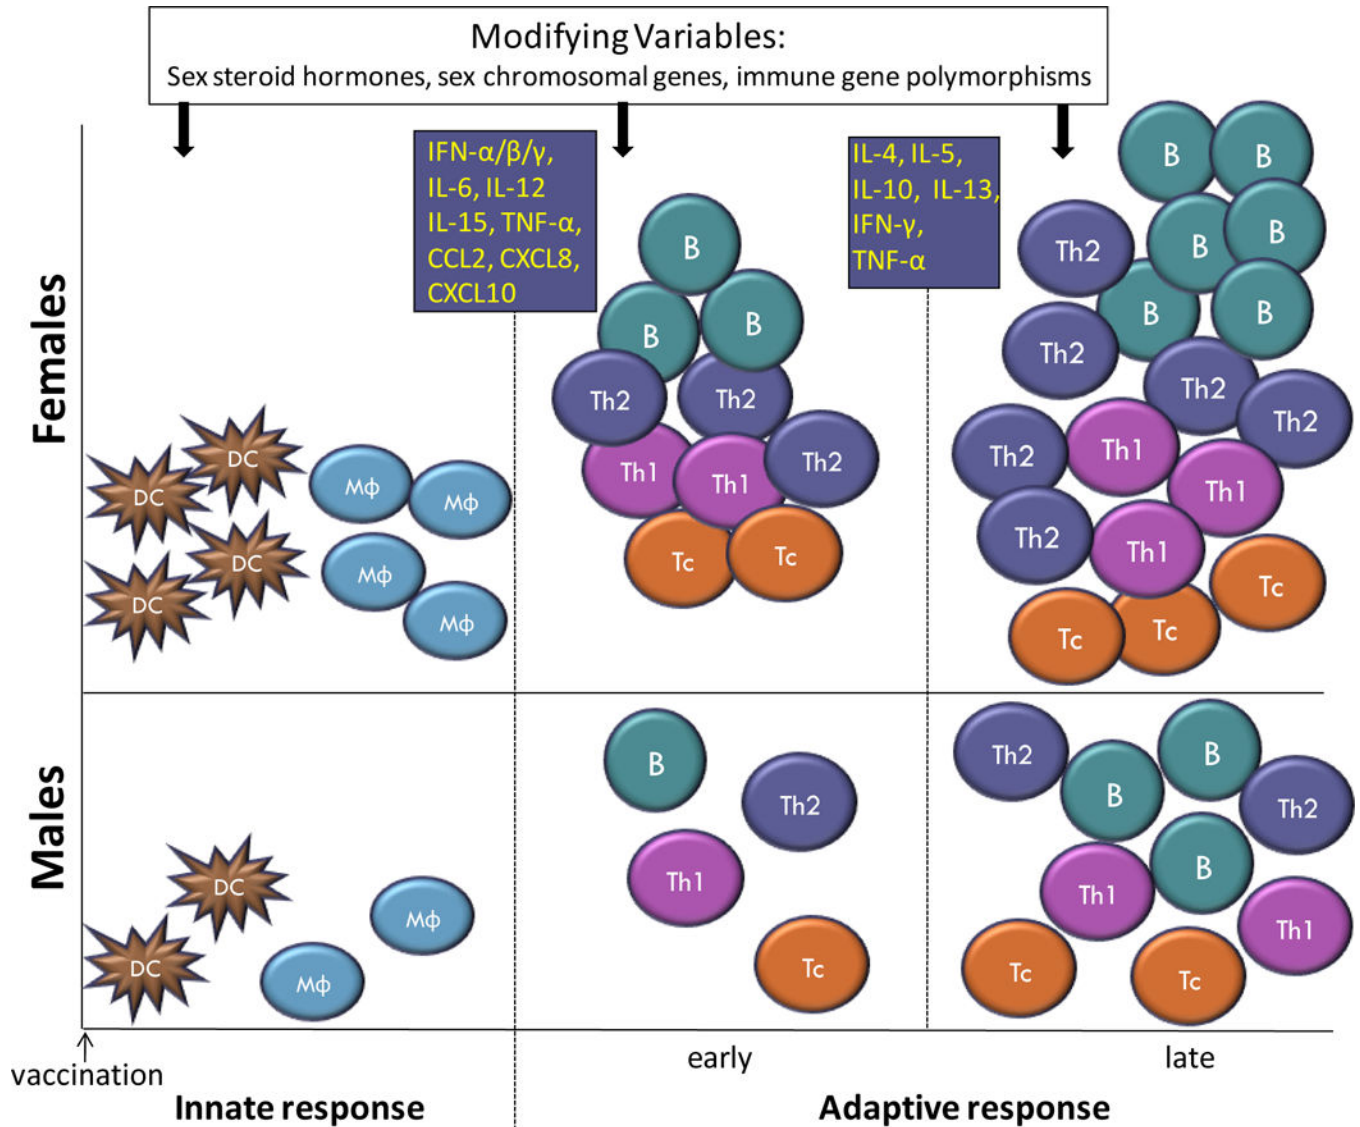 Modifying Variables:
Sex steroid hormones, sex chromosomal genes, immune gene polymorphisms
IFN-α/β/γ,
IL-6, IL-12
IL-15, TNF-α,
CCL2, CXCL8,
CXCL10
IL-4, IL-5,
IL-10, IL-13,
IFN-γ,
TNF-α
Females
DC
DC
DC
DC
Mφ
Mφ
Mφ
Mφ
B
B
B
Th2
Th2
Th2
Th1
Th1
Tc
Tc
B
B
B
B
B
B
Th2
Th2
Th2
Th2
Th2
Th2
Th1
Th1
Th1
Tc
Tc
Tc
Males
DC
DC
Mφ
Mφ
B
Th2
Th1
Tc
Th2
B
B
Th2
B
Th1
Th1
Tc
Tc
vaccination
early
late
Innate response
Adaptive response